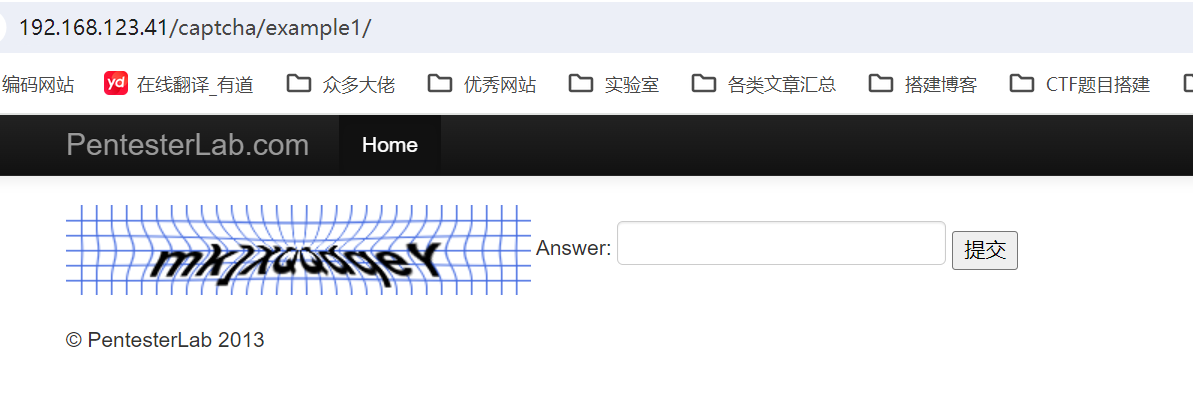 192.168.123.41/captcha/example1/
编码网站 yd 在线翻译_有道 众多大佬 优秀网站 实验室 各类文章汇总 搭建博客 CTF题目搭建
PentesterLab.com Home
Answer: 提交
© PentesterLab 2013